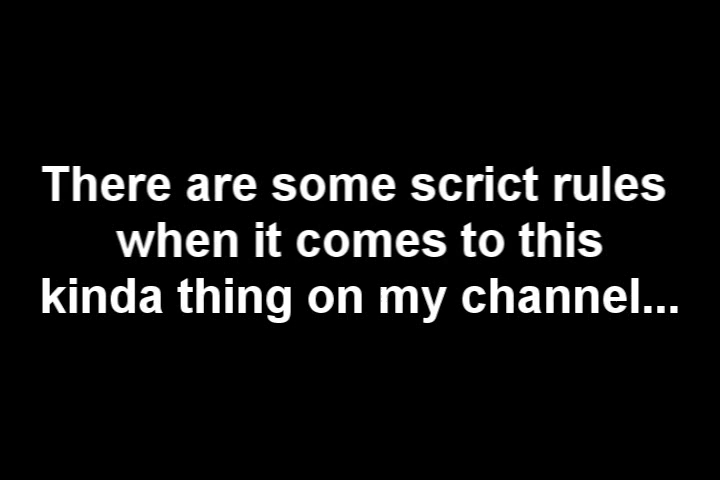 There are some scrict rules
when it comes to this
kinda thing on my channel...